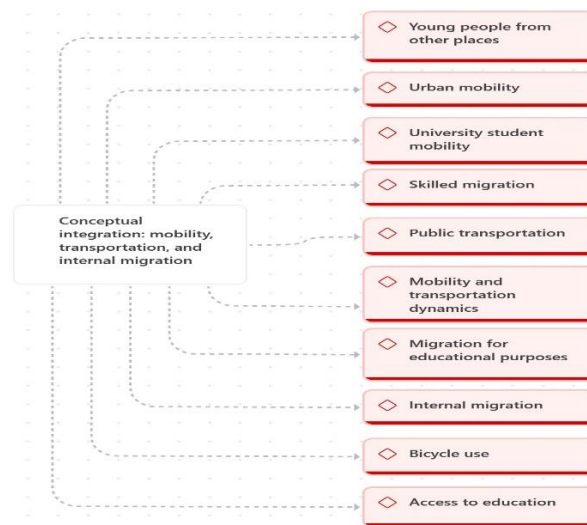 Young people from
other places
Urban mobility
University student
mobility
Skilled migration
Conceptual
integration: mobility,
transportation, and
internal migration
Public transportation
Mobility and
transportation
dynamics
Migration for
educational purposes
Internal migration
Bicycle use
Access to education